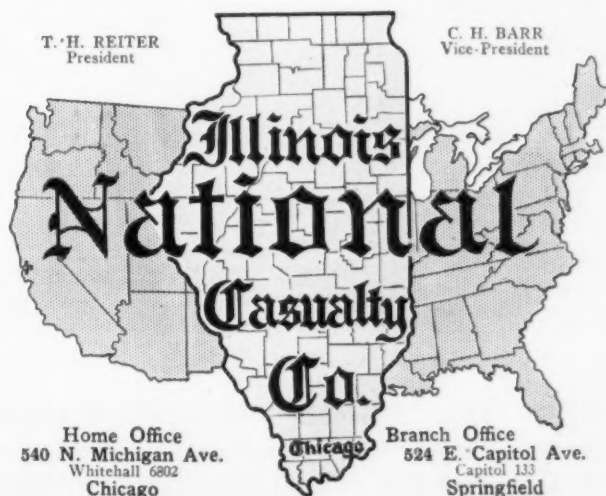 T. H. REITER
President
C. H. BARR
Vice-President
Illinois
National
Casualty
Co.
Chicago
Home Office
540 N. Michigan Ave.
Whitehall 6802
Chicago
Branch Office
524 E. Capitol Ave.
Capitol 133
Springfield